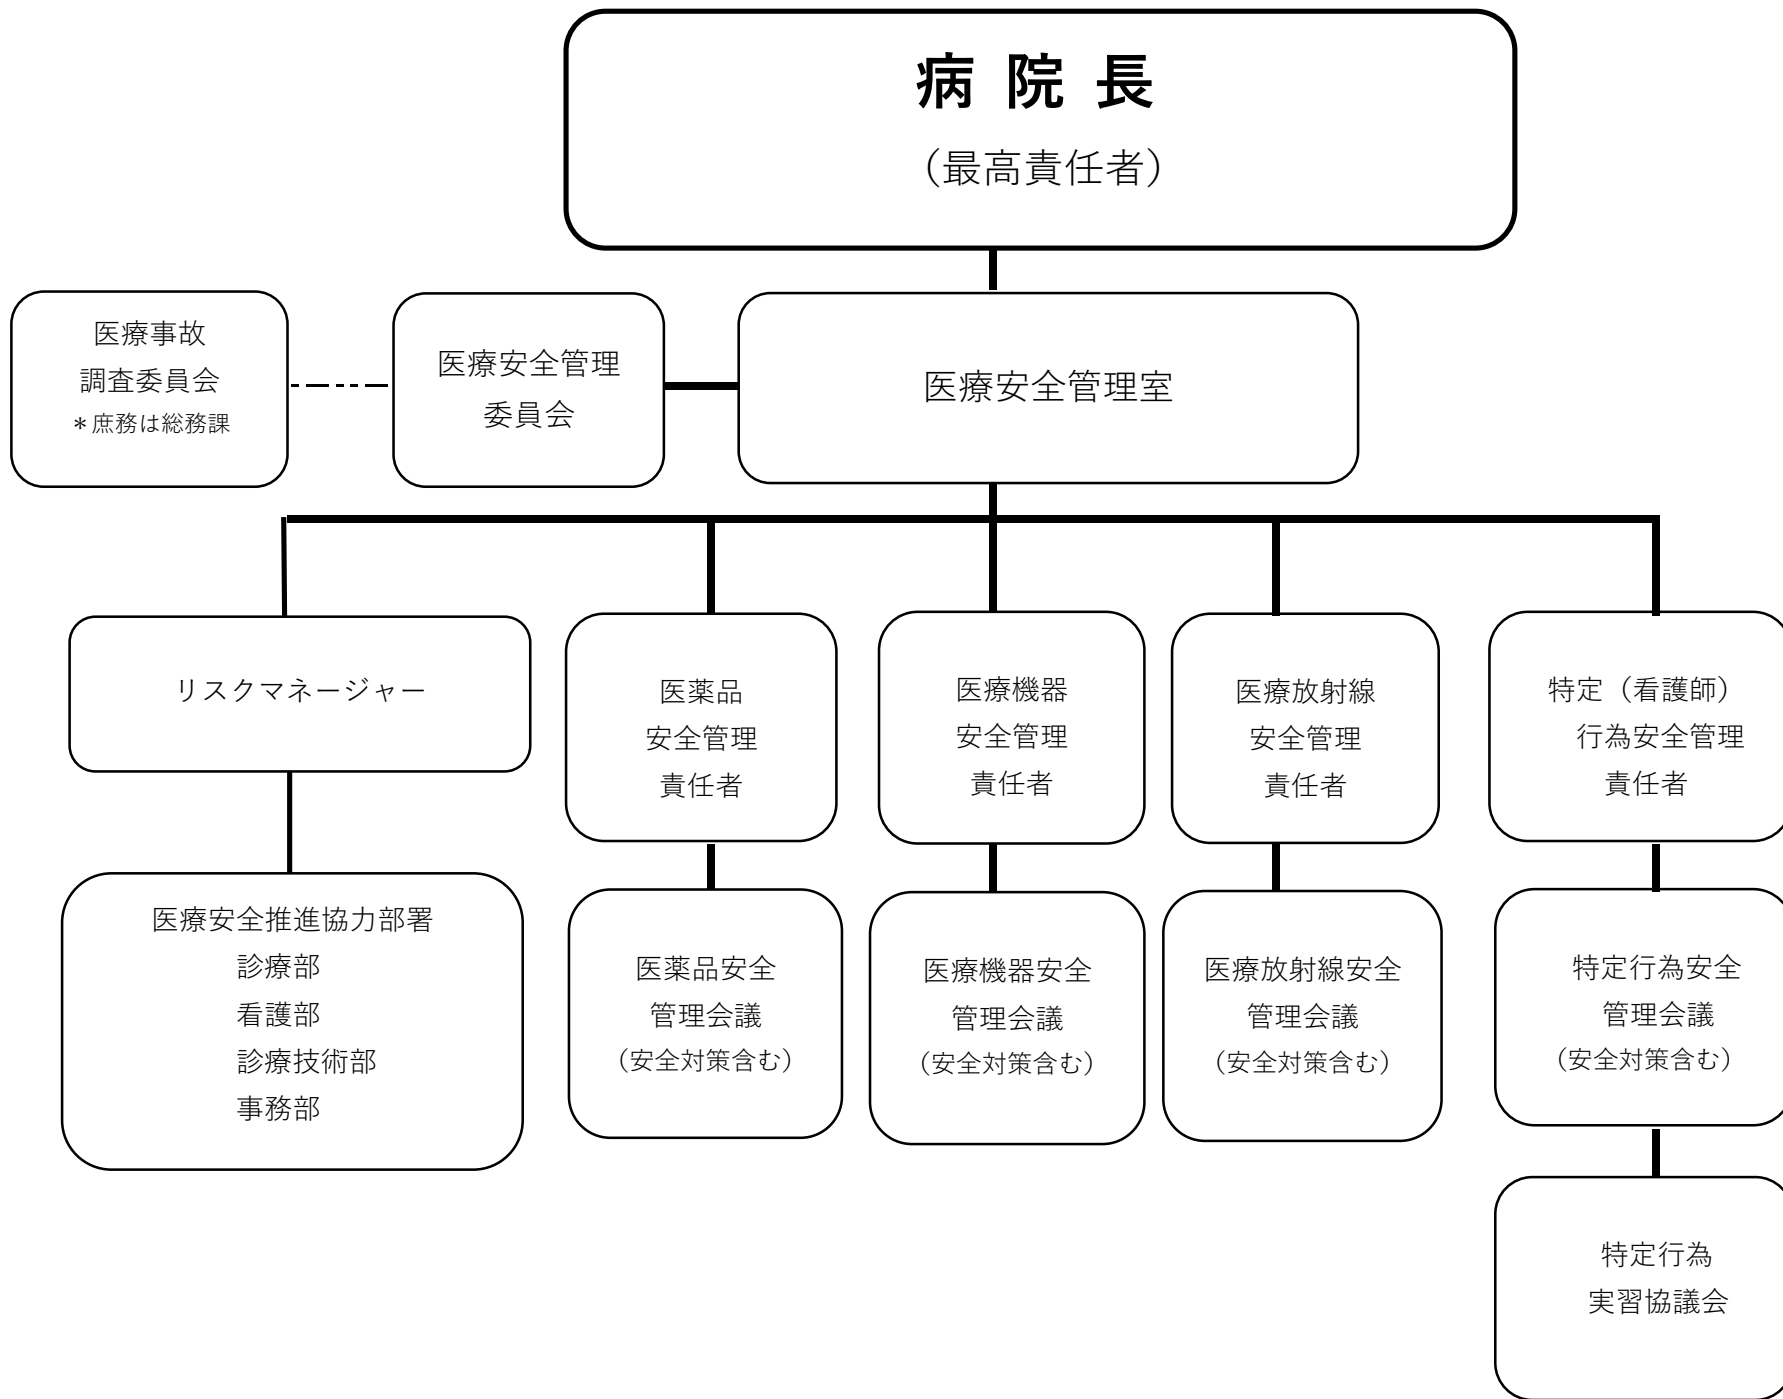 病 院 長
（最高責任者）
医療事故
調査委員会
＊庶務は総務課
医療安全管理
委員会
医療安全管理室
リスクマネージャー
医薬品
安全管理
責任者
医療機器
安全管理
責任者
医療放射線
安全管理
責任者
特定（看護師）
行為安全管理
責任者
医療安全推進協力部署
診療部
看護部
診療技術部
事務部
医薬品安全
管理会議
（安全対策含む）
医療機器安全
管理会議
（安全対策含む）
医療放射線安全
管理会議
（安全対策含む）
特定行為安全
管理会議
（安全対策含む）
特定行為
実習協議会